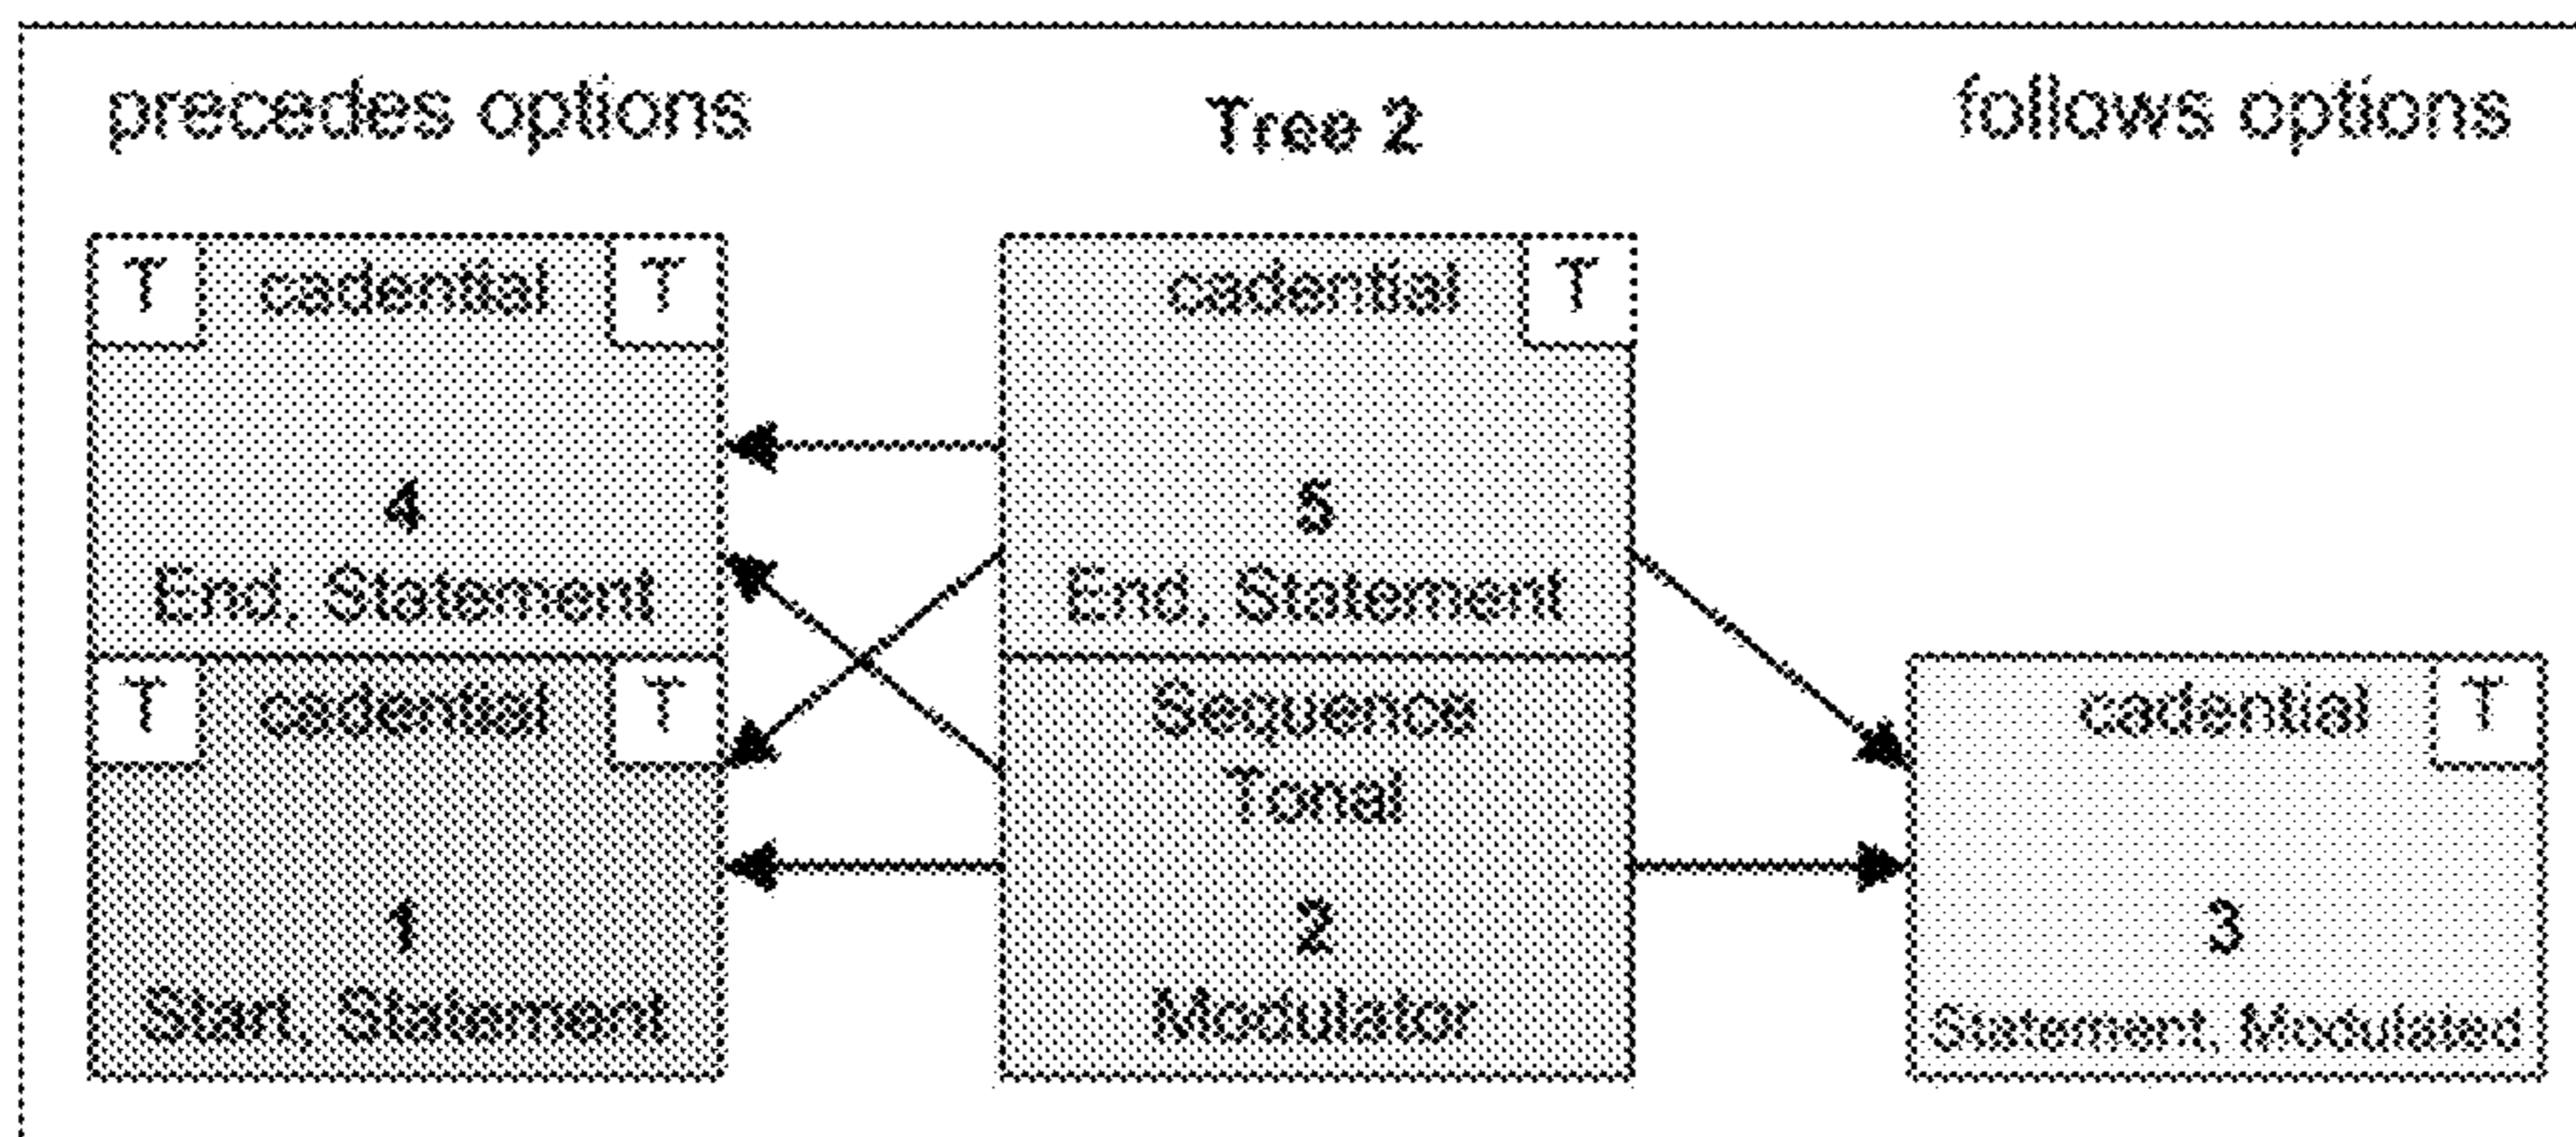 precedes options
Tree 2
follows options
T cadential T
4
End, Statement
T cadential T
1
Start, Statement
cadential T
5
End, Statement
Sequence
Tonal
2
Modulator
cadential T
3
Statement, Modulated